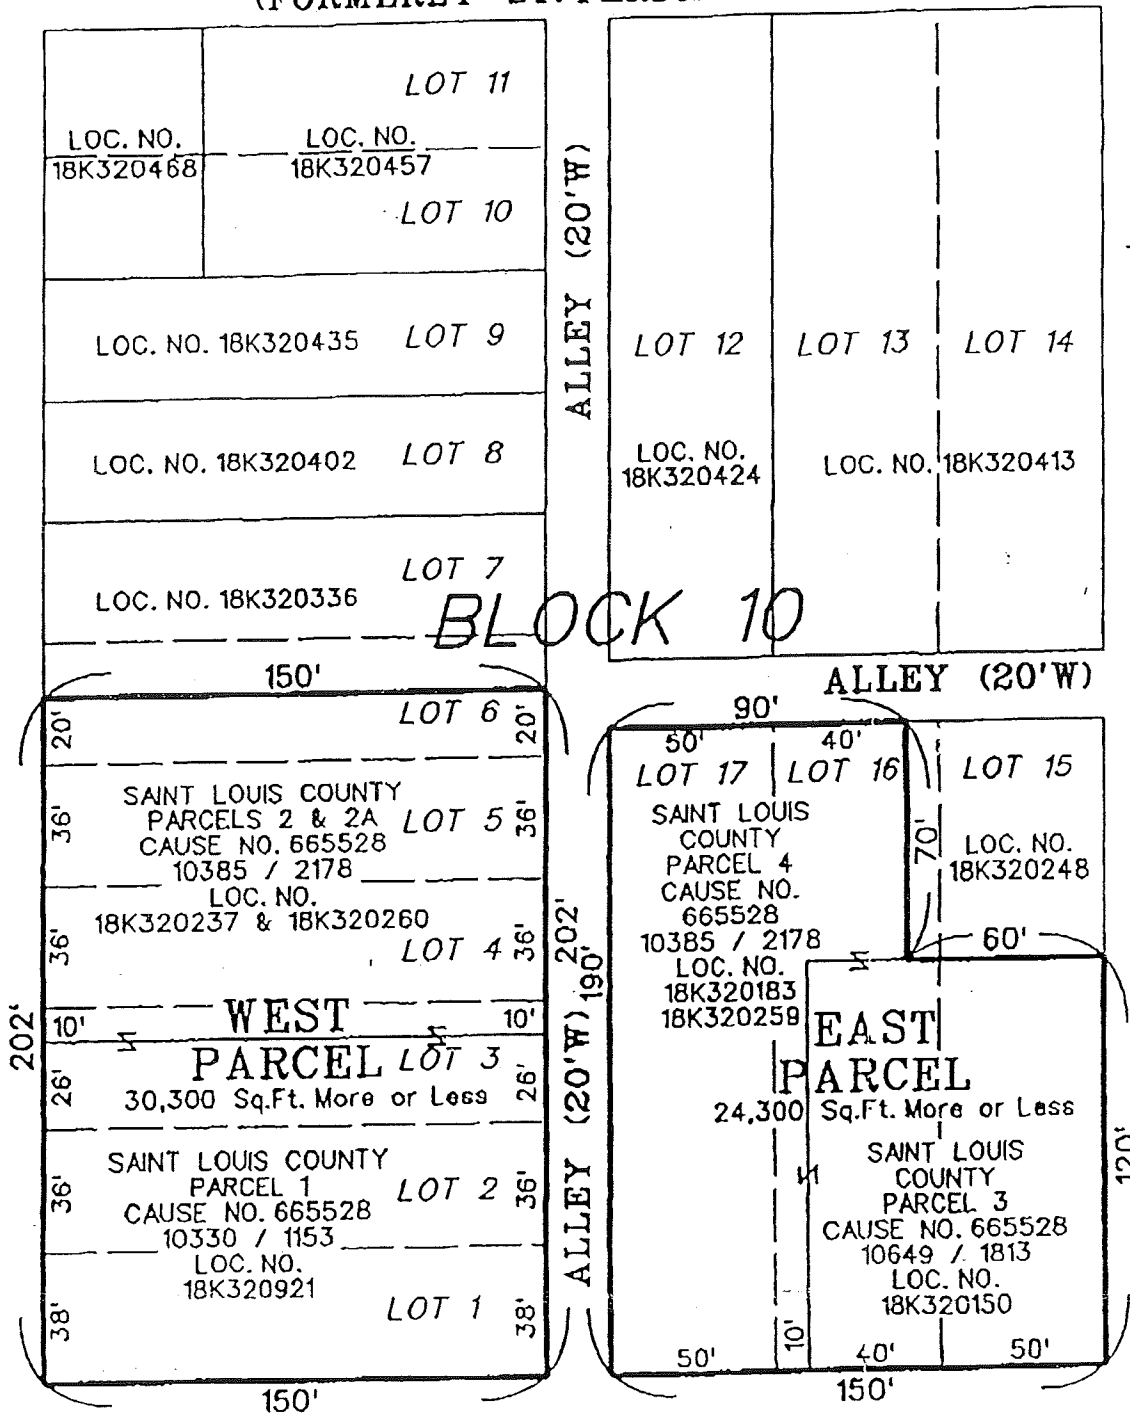 (FORMERLY
LOT 11
LOC. NO.
18K320468
LOC. NO.
18K320457
LOT 10
ALLEY (20'W)
LOC. NO. 18K320435 LOT 9
LOC. NO. 18K320402 LOT 8
LOT 7
LOC. NO. 18K320336
LOT 12
LOT 13
LOT 14
LOC. NO.
18K320424
LOC. NO. 18K320413
BLOCK 10
ALLEY (20'W)
150'
20'
LOT 6
20'
SAINT LOUIS COUNTY
PARCELS 2 & 2A
CAUSE NO. 665528
10385 / 2178
LOC. NO.
18K320237 & 18K320260
36'
LOT 5
36'
36'
LOT 4
36'
202'
202'
10'
WEST
10'
PARCEL
LOT 3
26'
26'
30,300 Sq.Ft. More or Less
SAINT LOUIS COUNTY
PARCEL 1
CAUSE NO. 665528
10330 / 1153
LOC. NO.
18K320921
36'
LOT 2
36'
38'
LOT 1
38'
150'
ALLEY (20'W)
190'
90'
50'
40'
LOT 17
LOT 16
LOT 15
SAINT LOUIS
COUNTY
PARCEL 4
CAUSE NO.
665528
10385 / 2178
LOC. NO.
18K320183
18K320259
70'
LOC. NO.
18K320248
60'
EAST
PARCEL
24,300 Sq.Ft. More or Less
SAINT LOUIS
COUNTY
PARCEL 3
CAUSE NO. 665528
10649 / 1813
LOC. NO.
18K320150
120'
50'
10'
40'
50'
150'